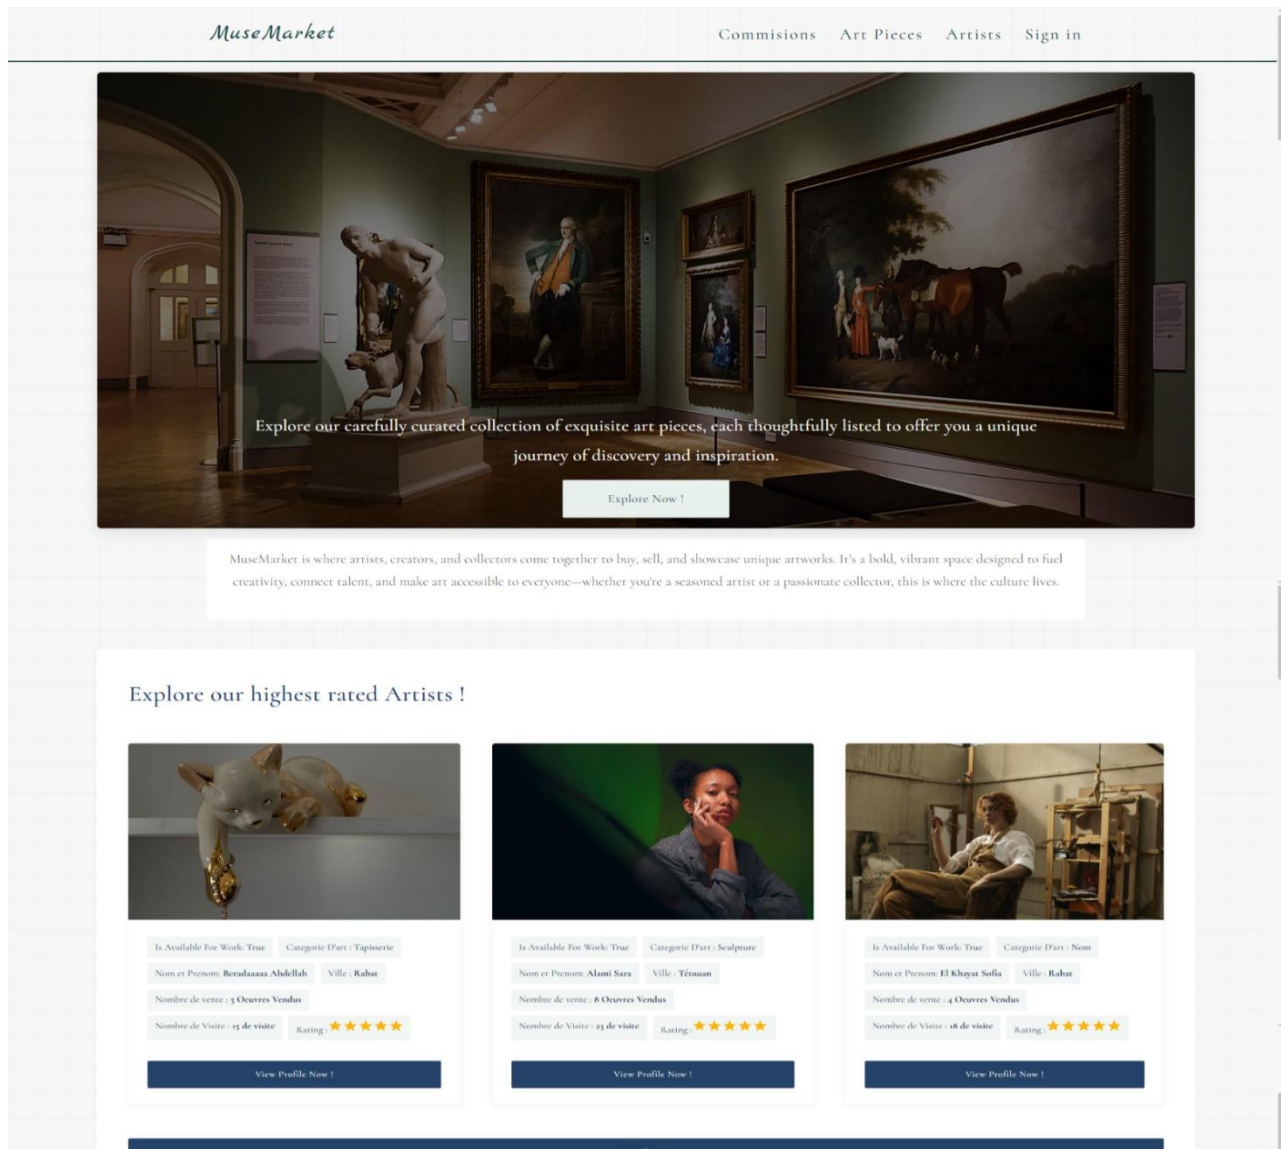 MuseMarket
Commisions Art Pieces Artists Sign in
Explore our carefully curated collection of exquisite art pieces, each thoughtfully listed to offer you a unique
journey of discovery and inspiration.
Explore Now !
MuseMarket is where artists, creators, and collectors come together to buy, sell, and showcase unique artworks. It's a bold, vibrant space designed to fuel
creativity, connect talent, and make art accessible to everyone—whether you're a seasoned artist or a passionate collector, this is where the culture lives.
Explore our highest rated Artists !
Is Available For Work: True Categorie D'art : Tapisserie
Nom et Prenom: Beradaaaaa Abdellah Ville : Rabat
Nombre de vente : 5 Oeuvres Vendus
Nombre de Visite : 15 de visite Rating : ★★★★★
View Profile Now !
Is Available For Work: True Categorie D'art : Sculpture
Nom et Prenom: Alami Sara Ville : Tétouan
Nombre de vente : 8 Oeuvres Vendus
Nombre de Visite : 23 de visite Rating : ★★★★★
View Profile Now !
Is Available For Work: True Categorie D'art : Nom
Nom et Prenom: El Khayat Sofia Ville : Rabat
Nombre de vente : 4 Oeuvres Vendus
Nombre de Visite : 18 de visite Rating : ★★★★★
View Profile Now !